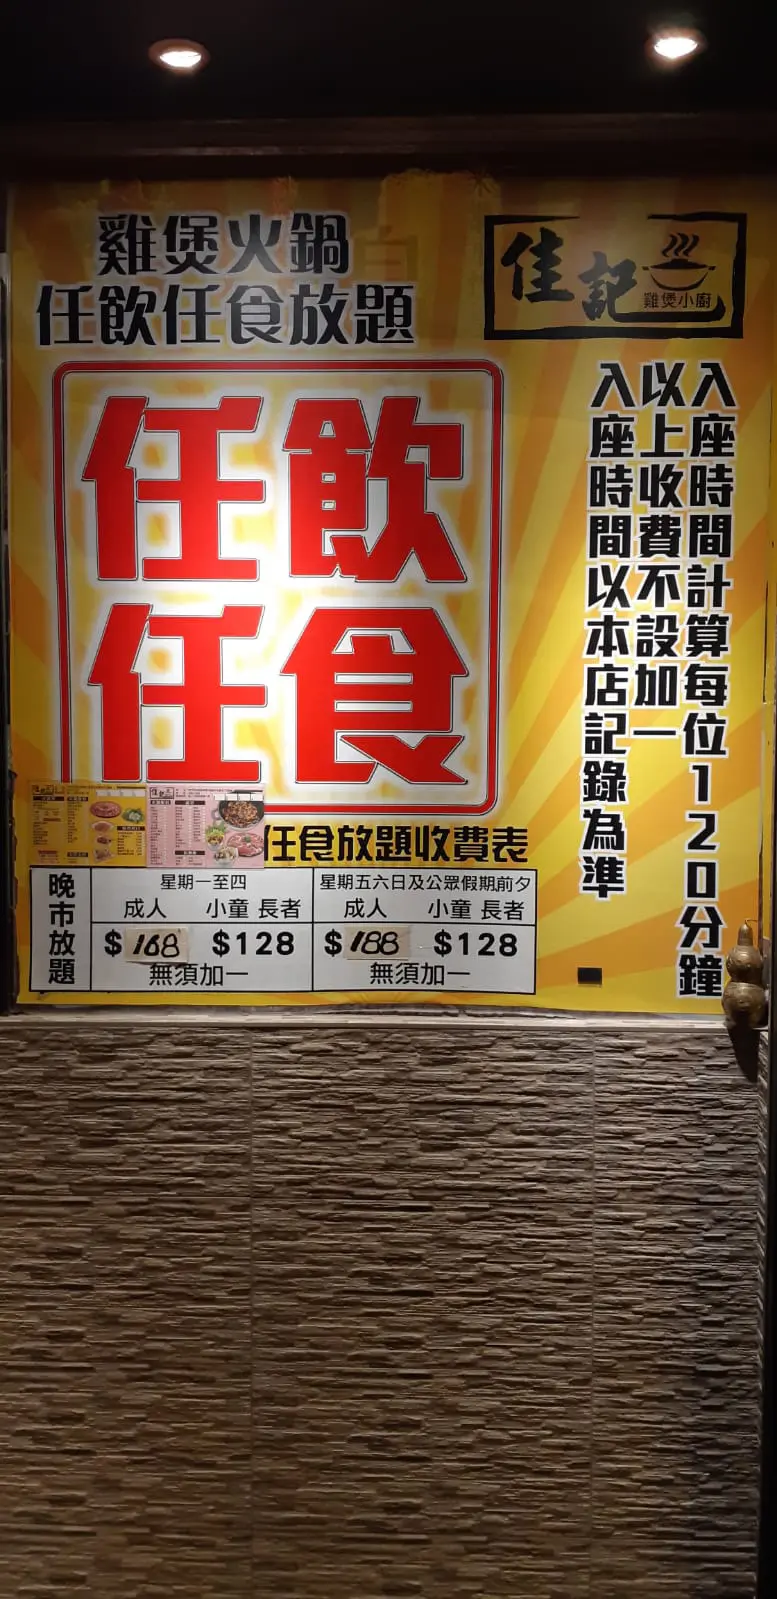 雞煲火鍋
任飲任食放題
佳記
雞煲小廚
任飲
任食
入座時間計算每位120分鐘
以上收費不設加一
入座時間以本店記錄為準
任食放題收費表
晚市放題
星期一至四
成人 小童 長者
$168 $128
無須加一
星期五六日及公眾假期前夕
成人 小童 長者
$188 $128
無須加一